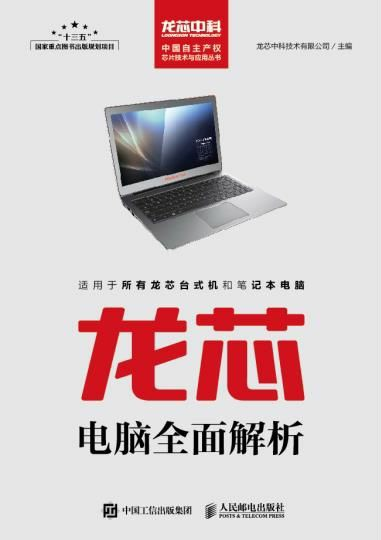 “十三五”
国家重点图书出版规划项目
龙芯中科
LOONGSON TECHNOLOGY
中国自主产权
芯片技术与应用丛书
龙芯中科技术有限公司 / 主编
适用于所有龙芯台式机和笔记本电脑
龙芯
电脑全面解析
中国工信出版集团
人民邮电出版社
POSTS & TELECOM PRESS